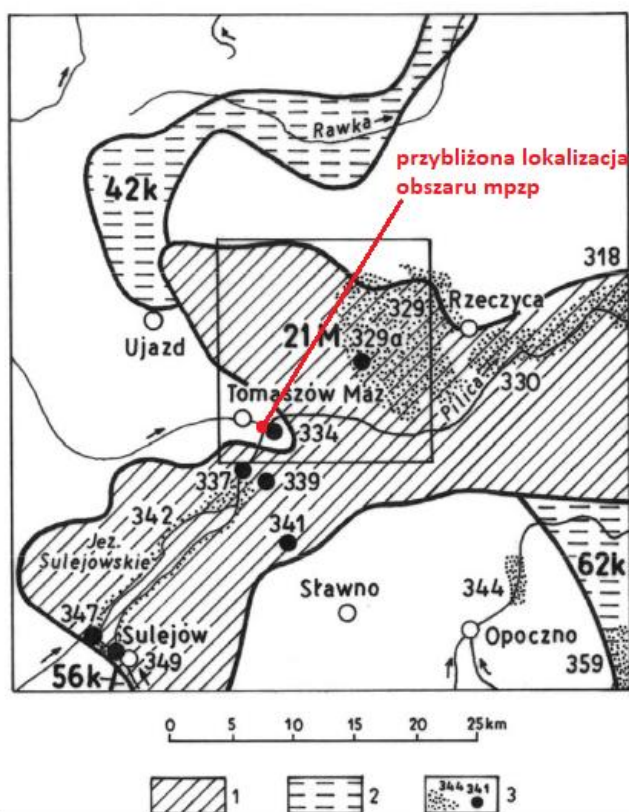 Rawka
przybliżona lokalizacja
obszaru mpzp
42k
318
329
Rzeczyca
Ujazd
21 M 329a
330
Pilica
Tomaszów Maz
334
337
339
342
341
Jez.
Sulejowskie
Sławno
344
62k
347
Sulejów
349
Opoczno
359
56k
0 5 10 15 20 25km
1 2 344 341 3